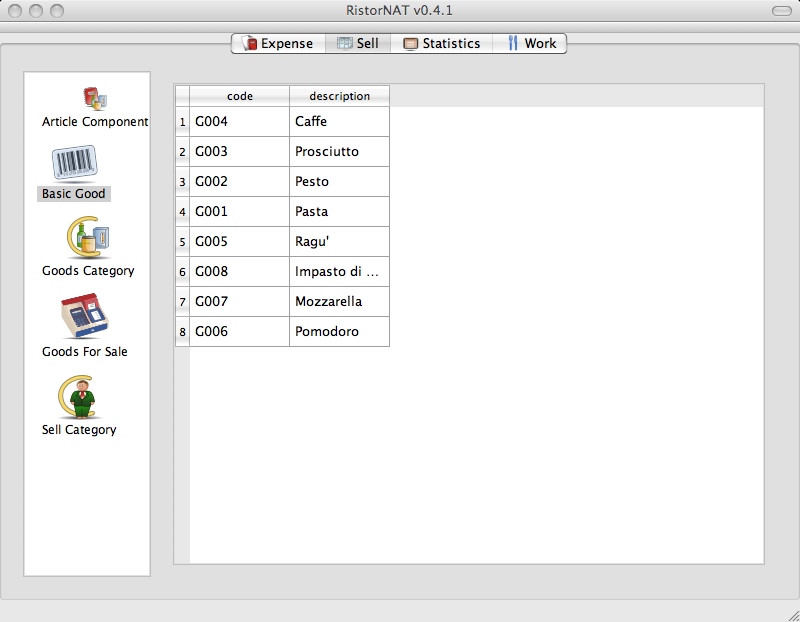 RistorNAT v0.4.1
Expense Sell Statistics Work
Article Component
Basic Good
Goods Category
Goods For Sale
Sell Category
code description
1 G004 Caffe
2 G003 Prosciutto
3 G002 Pesto
4 G001 Pasta
5 G005 Ragu'
6 G008 Impasto di ...
7 G007 Mozzarella
8 G006 Pomodoro